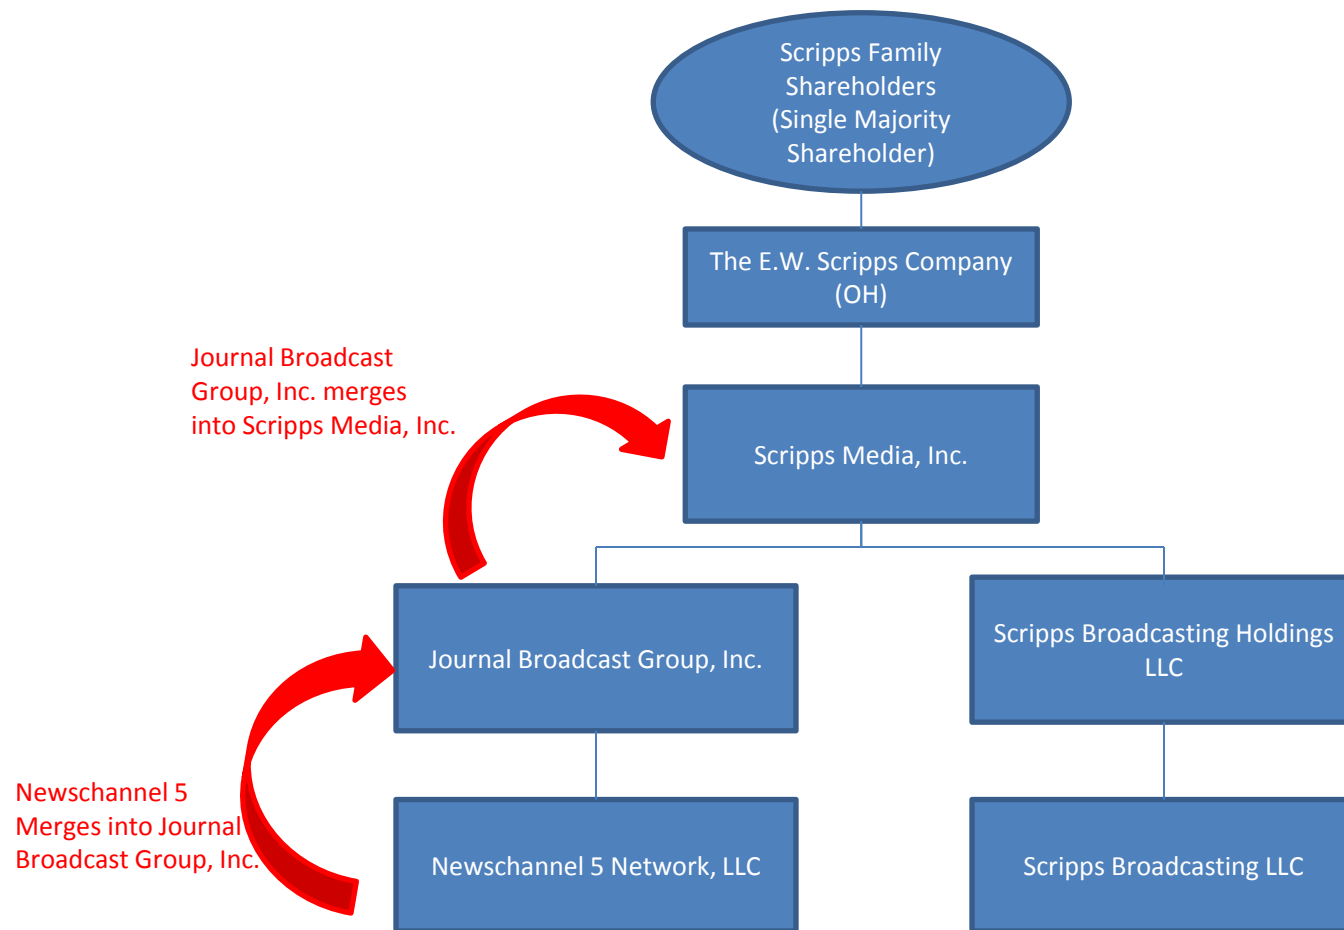 Scripps Family
Shareholders
(Single Majority
Shareholder)
The E.W. Scripps Company
(OH)
Journal Broadcast
Group, Inc. merges
into Scripps Media, Inc.
Scripps Media, Inc.
Journal Broadcast Group, Inc.
Scripps Broadcasting Holdings
LLC
Newschannel 5
Merges into Journal
Broadcast Group, Inc.
Newschannel 5 Network, LLC
Scripps Broadcasting LLC